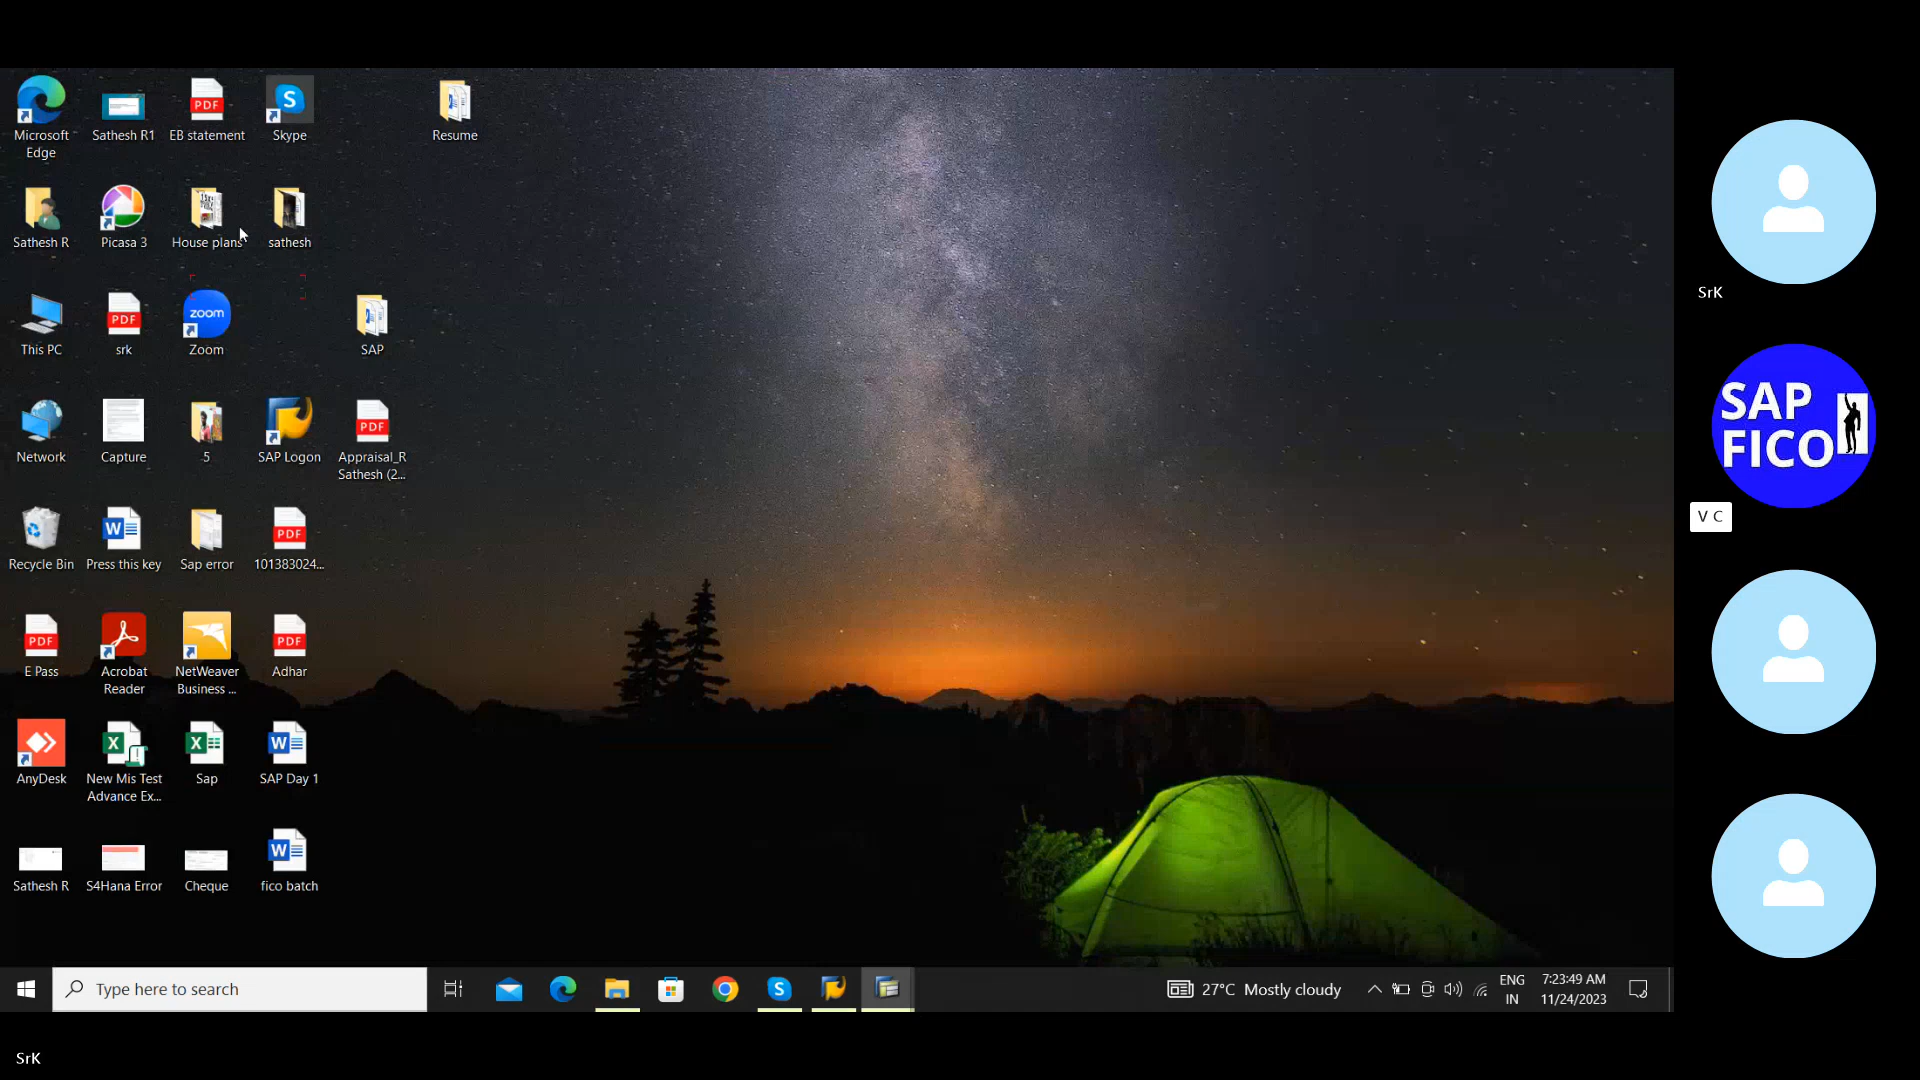 Microsoft
Edge
Sathesh R1
EB statement
Skype
Resume
Sathesh R
Picasa 3
House plans
sathesh
This PC
srk
Zoom
zoom
SAP
Network
Capture
5
SAP Logon
Appraisal_R
Sathesh (2...
Recycle Bin
Press this key
Sap error
101383024...
E Pass
Acrobat
Reader
NetWeaver
Business ...
Adhar
AnyDesk
New Mis Test
Advance Ex...
Sap
SAP Day 1
Sathesh R
S4Hana Error
Cheque
fico batch
PDF
PDF
PDF
PDF
PDF
PDF
Type here to search
27°C Mostly cloudy
ENG
IN
7:23:49 AM
11/24/2023
SrK
SAP
FICO
V C
SrK